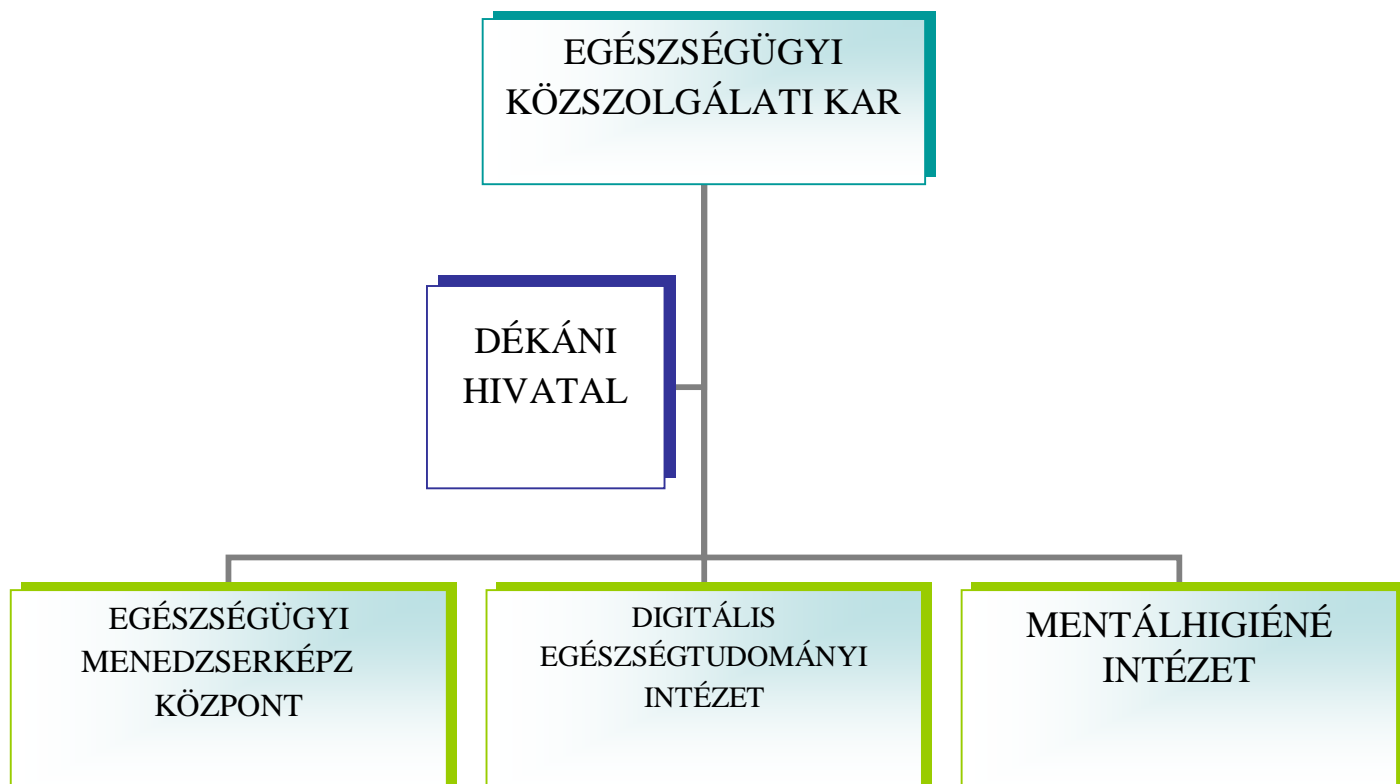 EGÉSZSÉGÜGYI
KÖZSZOLGÁLATI KAR
DÉKÁNI
HIVATAL
EGÉSZSÉGÜGYI
MENEDZSERKÉPZ
KÖZPONT
DIGITÁLIS
EGÉSZSÉGTUDOMÁNYI
INTÉZET
MENTÁLHIGIÉNÉ
INTÉZET